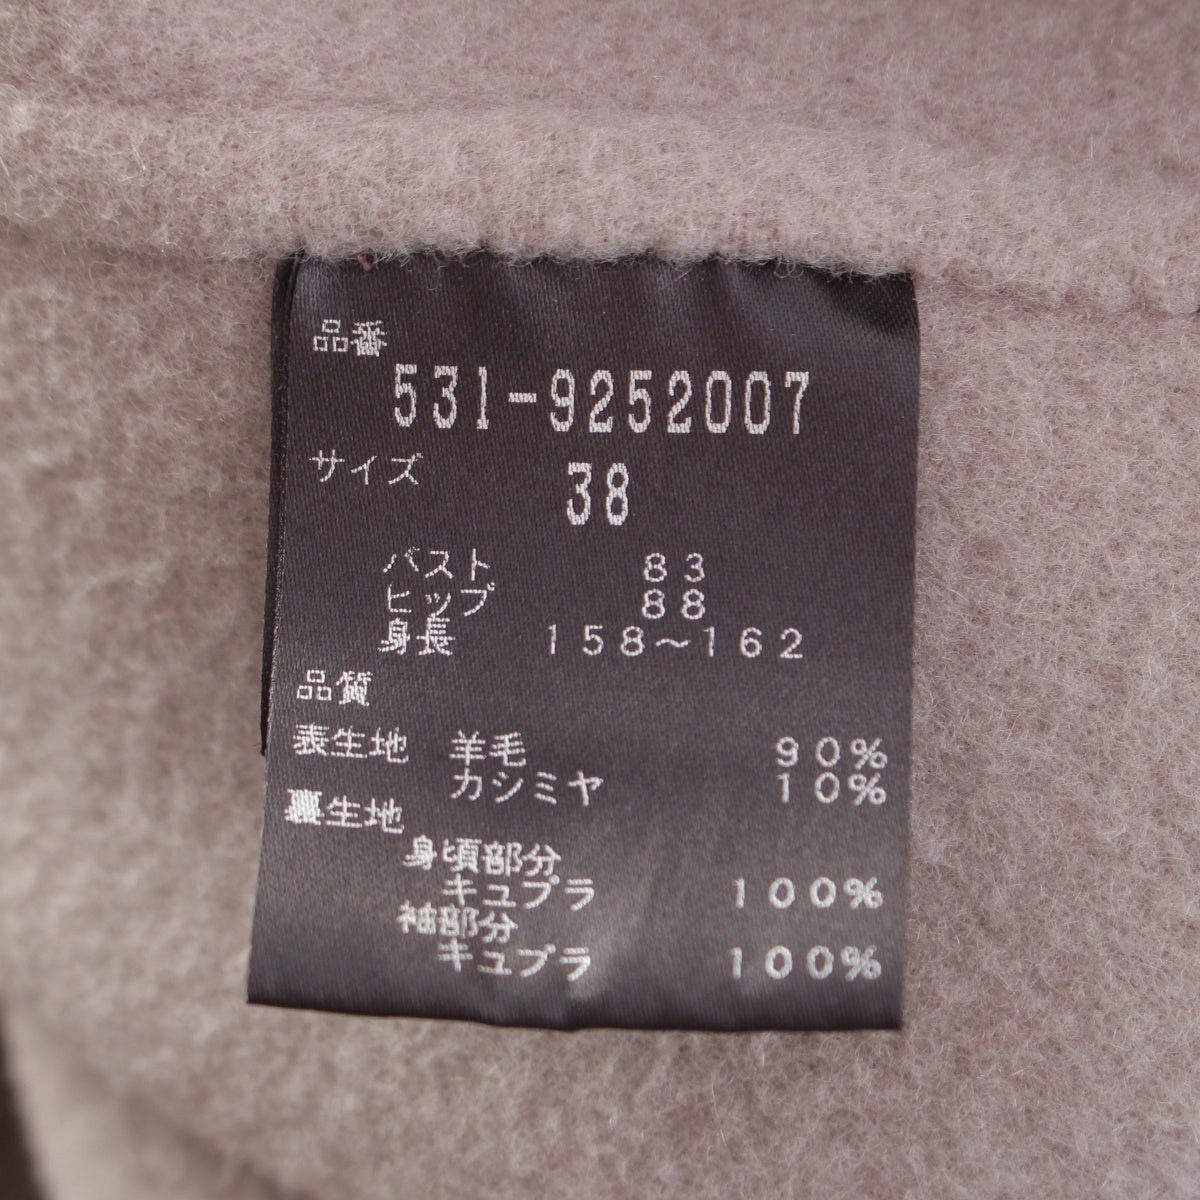 品番
531-9252007
サイズ 38
バスト 83
ヒップ 88
身長 158〜162
品質
表生地 羊毛 90%
カシミヤ 10%
裏生地
身頃部分
キュプラ 100%
袖部分
キュプラ 100%